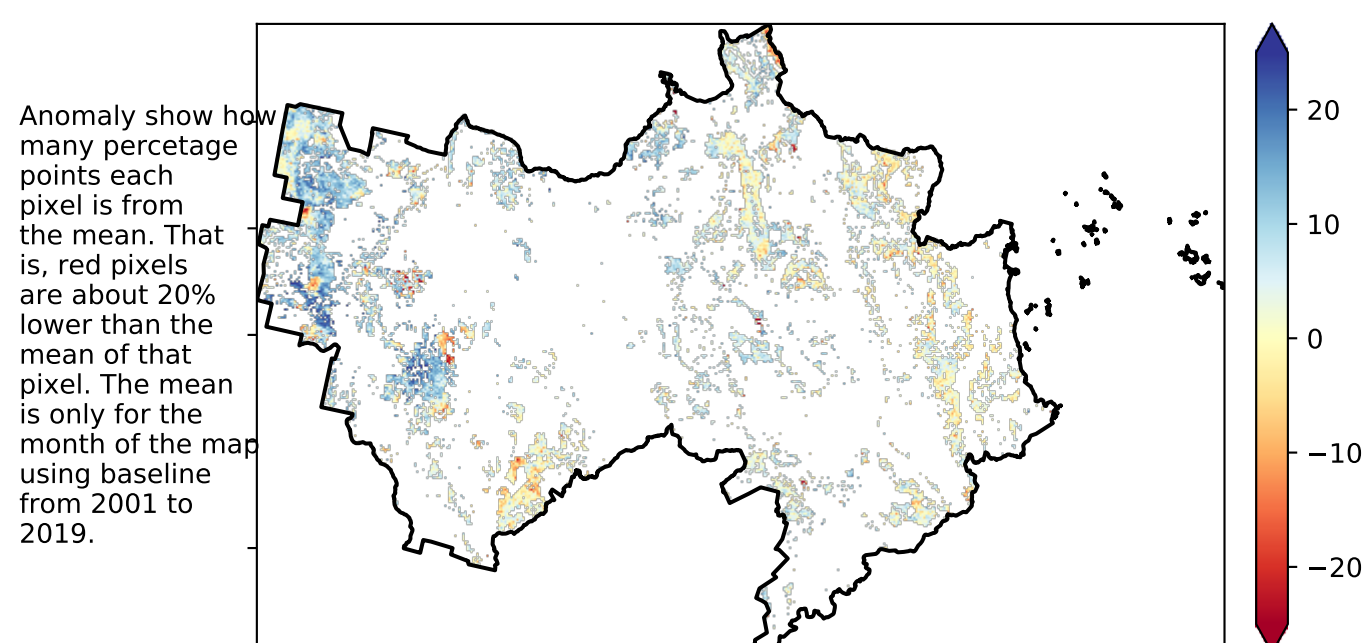 Anomaly show how
many percetage
points each
pixel is from
the mean. That
is, red pixels
are about 20%
lower than the
mean of that
pixel. The mean
is only for the
month of the map
using baseline
from 2001 to
2019.
20
10
0
−10
−20